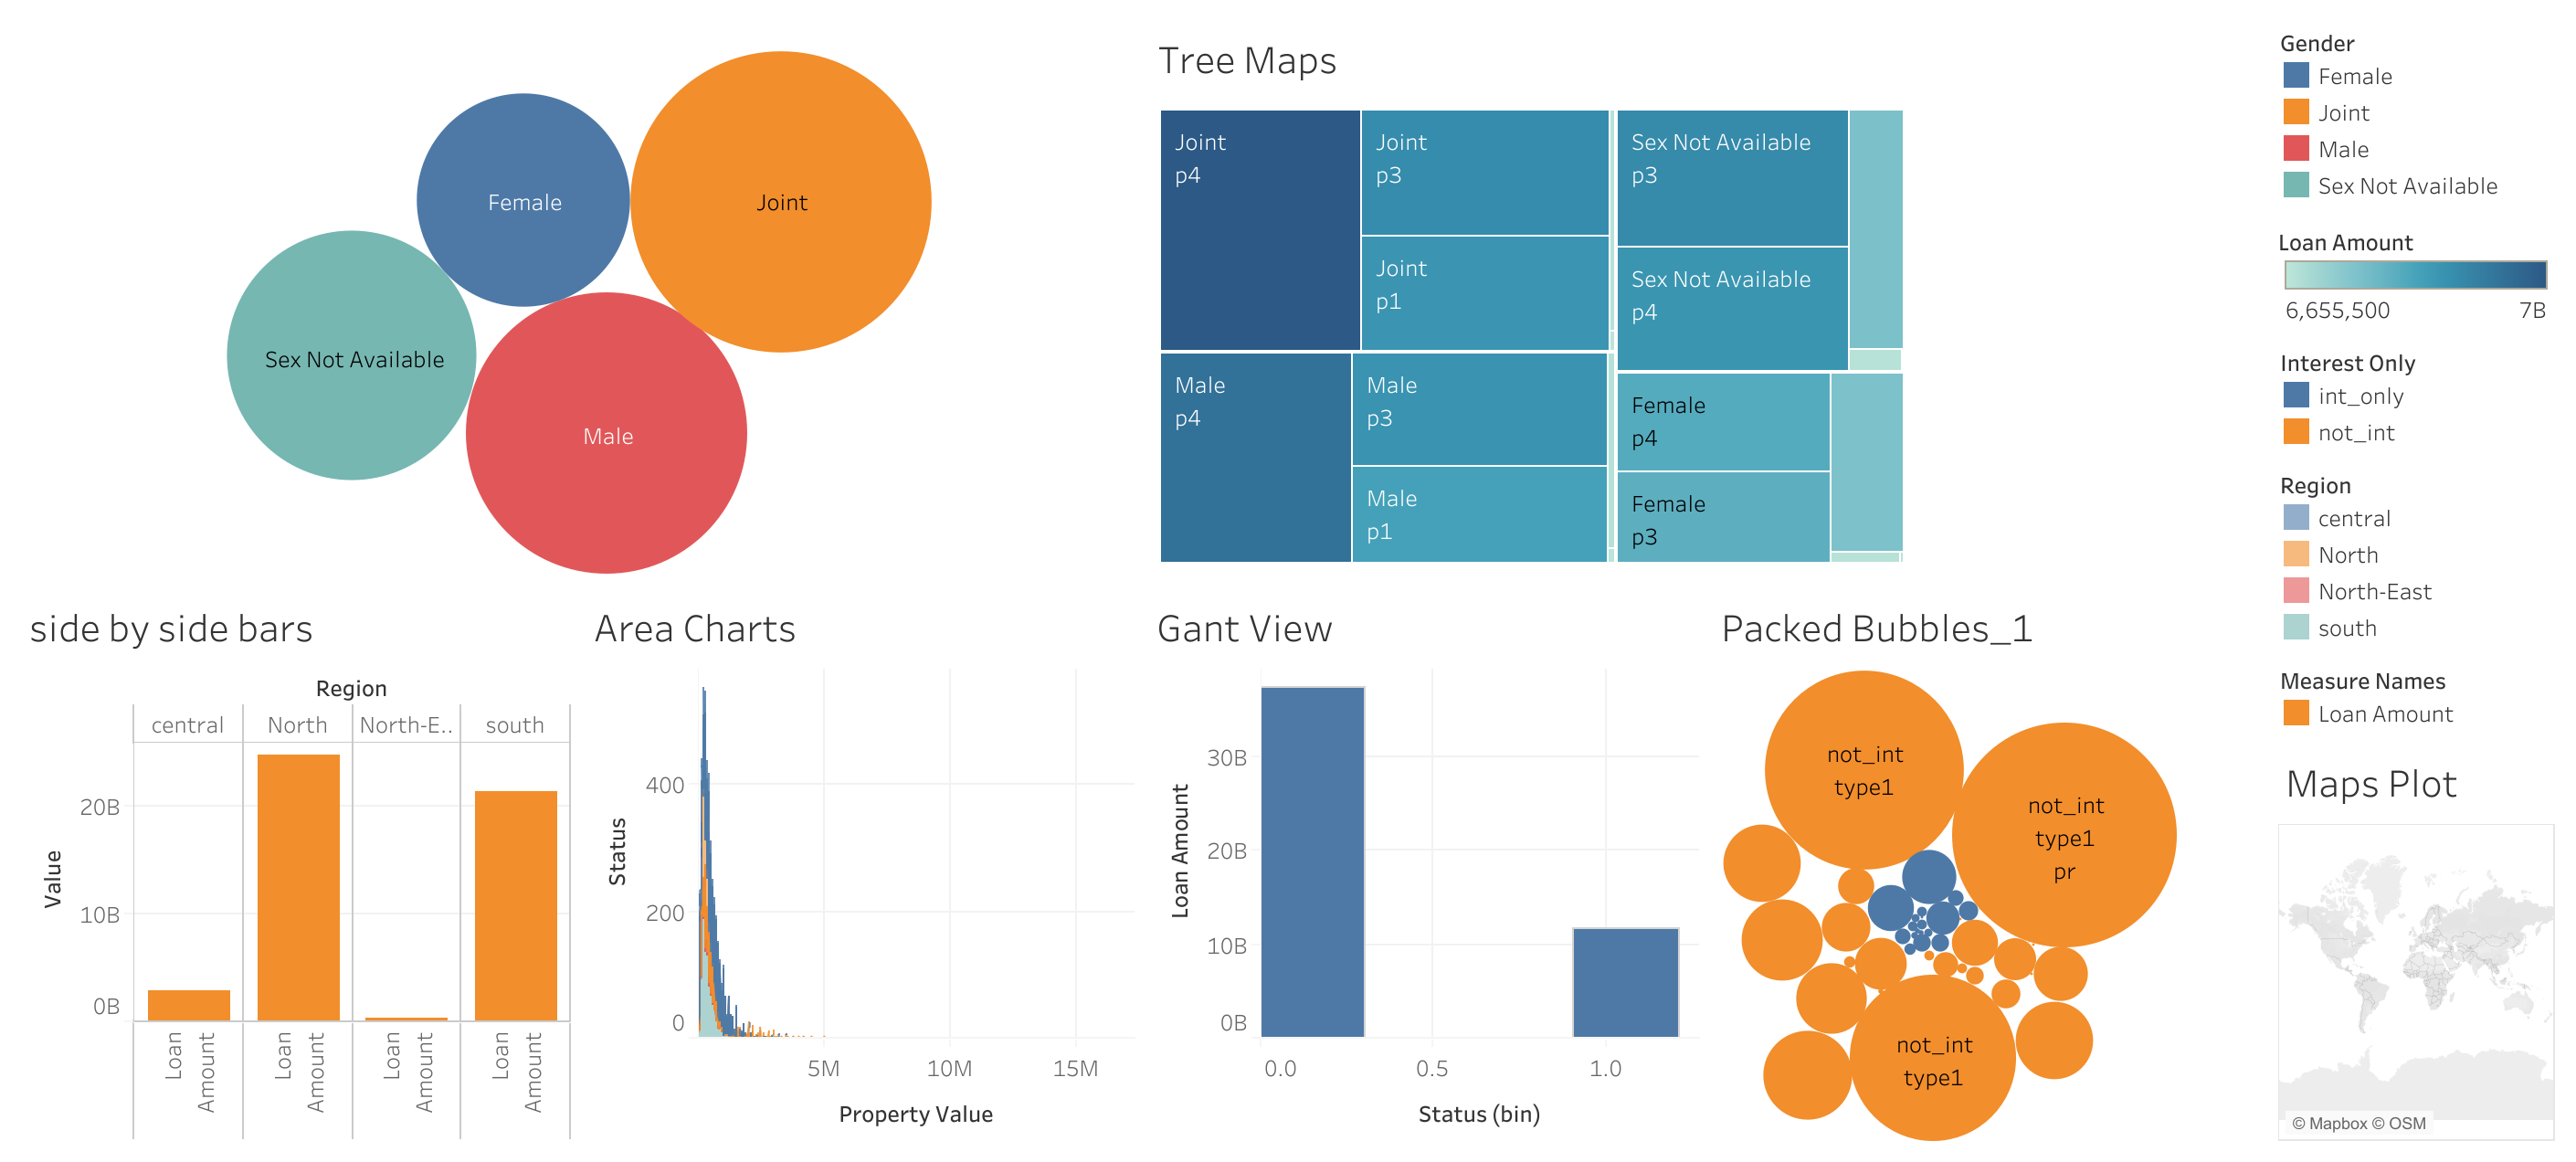 Female
Joint
Sex Not Available
Male
Tree Maps
Joint
p4
Joint
p3
Joint
p1
Male
p4
Male
p3
Male
p1
Sex Not Available
p3
Sex Not Available
p4
Female
p4
Female
p3
Gender
Female
Joint
Male
Sex Not Available
Loan Amount
6,655,500 7B
Interest Only
int_only
not_int
Region
central
North
North-East
south
Measure Names
Loan Amount
side by side bars
Region
central North North-E.. south
Value
20B
10B
0B
Loan
Amount
Loan
Amount
Loan
Amount
Loan
Amount
Area Charts
Status
400
200
0
5M 10M 15M
Property Value
Gant View
Loan Amount
30B
20B
10B
0B
0.0 0.5 1.0
Status (bin)
Packed Bubbles_1
not_int
type1
not_int
type1
pr
not_int
type1
Maps Plot
© Mapbox © OSM